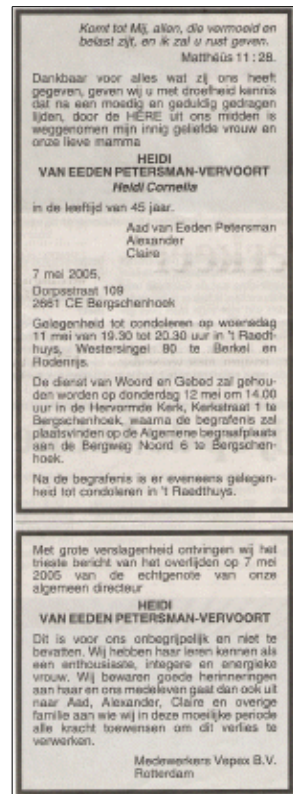 Komt tot Mij, allen, die vermoeid en
belast zijt, en ik zal u rust geven.
Matthéüs 11 : 28.
Dankbaar voor alles wat zij ons heeft
gegeven, geven wij u met droefheid kennis
dat na een moedig en geduldig gedragen
lijden, door de HÈRE uit ons midden is
weggenomen mijn innig geliefde vrouw en
onze lieve mamma
HEIDI
VAN EEDEN PETERSMAN-VERVOORT
Heidi Cornelia
in de leeftijd van 45 jaar.
Aad van Eeden Petersman
Alexander
Claire
7 mei 2005,
Dorpsstraat 109
2661 CE Bergschenhoek
Gelegenheid tot condoleren op woensdag
11 mei van 19.30 tot 20.30 uur in 't Raedt-
huys, Westersingel 80 te Berkel en
Rodenrijs.
De dienst van Woord en Gebed zal gehou-
den worden op donderdag 12 mei om 14.00
uur in de Hervormde Kerk, Kerkstraat 1 te
Bergschenhoek, waarna de begrafenis zal
plaatsvinden op de Algemene begraafplaats
aan de Bergweg Noord 6 te Bergschen-
hoek.
Na de begrafenis is er eveneens gelegen-
heid tot condoleren in 't Raedthuys.
Met grote verslagenheid ontvingen wij het
trieste bericht van het overlijden op 7 mei
2005 van de echtgenote van onze
algemeen directeur
HEIDI
VAN EEDEN PETERSMAN-VERVOORT
Dit is voor ons onbegrijpelijk en niet te
bevatten. Wij hebben haar leren kennen als
een enthousiaste, integere en energieke
vrouw. Wij bewaren goede herinneringen
aan haar en ons medeleven gaat dan ook uit
naar Aad, Alexander, Claire en overige
familie aan wie wij in deze moeilijke periode
alle kracht toewensen om dit verlies te
verwerken.
Medewerkers Vepex B.V.
Rotterdam